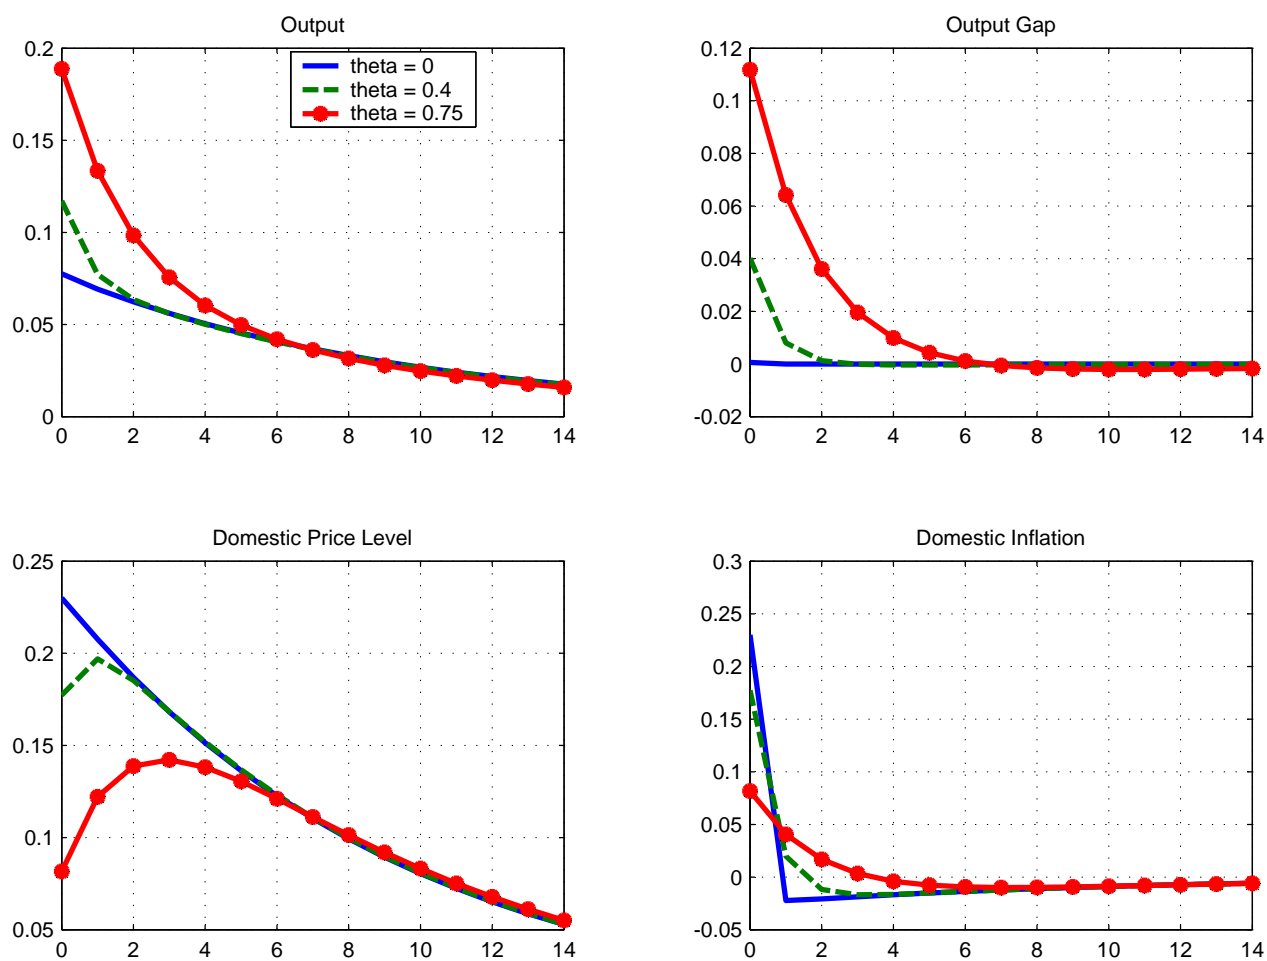 Output
0.2
0.15
0.1
0.05
0
0 2 4 6 8 10 12 14
theta = 0
theta = 0.4
theta = 0.75
Output Gap
0.12
0.1
0.08
0.06
0.04
0.02
0
-0.02
0 2 4 6 8 10 12 14
Domestic Price Level
0.25
0.2
0.15
0.1
0.05
0 2 4 6 8 10 12 14
Domestic Inflation
0.3
0.25
0.2
0.15
0.1
0.05
0
-0.05
0 2 4 6 8 10 12 14